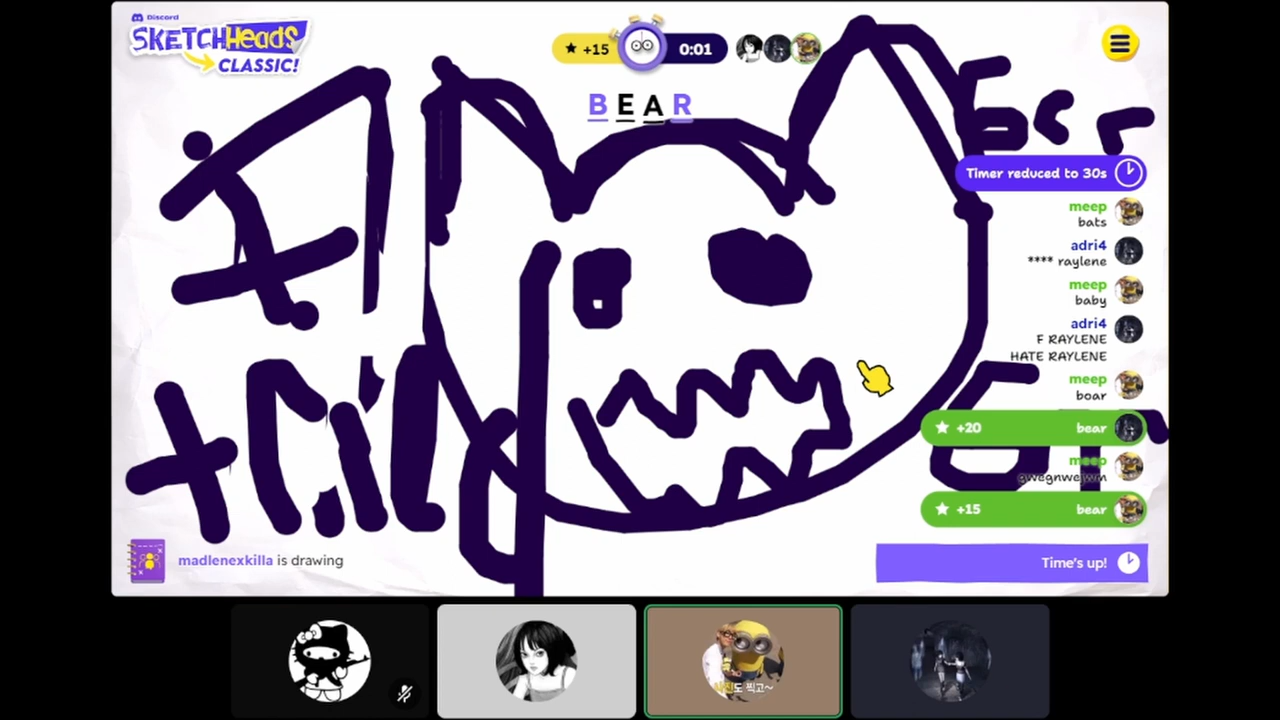 Discord
SKETCHHeadS
CLASSIC!
+15
0:01
BEAR
Timer reduced to 30s
meep
bats
adri4
**** raylene
meep
baby
adri4
F RAYLENE
HATE RAYLENE
meep
boar
+20 bear
meep
+15 bear
madlenexkilla is drawing
Time's up!